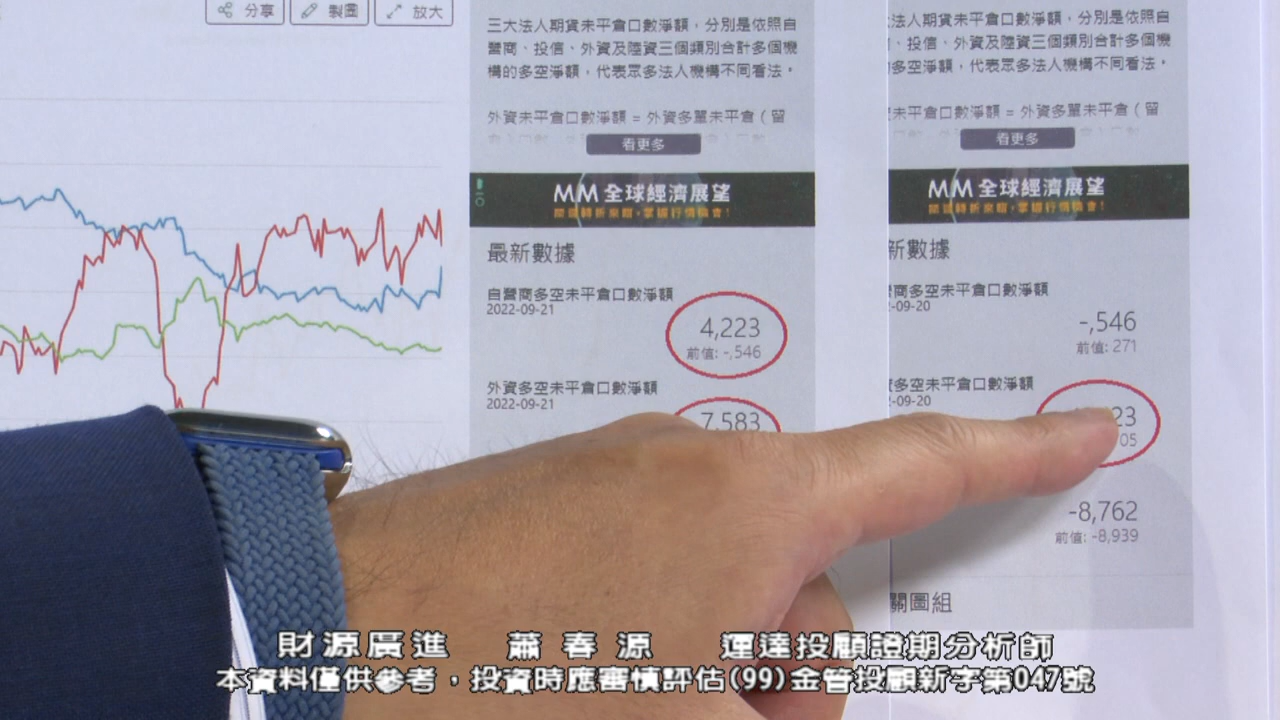 分享
製圖
放大
三大法人期貨未平倉口數淨額，分別是依照自
營商、投信、外資及陸資三個類別合計多個機
構的多空淨額，代表眾多法人機構不同看法。
外資未平倉口數淨額 = 外資多單未平倉（留
看更多
MM 全球經濟展望
最新數據
自營商多空未平倉口數淨額
2022-09-21
4,223
前值: -,546
外資多空未平倉口數淨額
2022-09-21
7,583
法人期貨未平倉口數淨額，分別是依照自
、投信、外資及陸資三個類別合計多個機
多空淨額，代表眾多法人機構不同看法。
未平倉口數淨額 = 外資多單未平倉（留
看更多
MM 全球經濟展望
新數據
商多空未平倉口數淨額
-09-20
-,546
前值: 271
多空未平倉口數淨額
-09-20
23
05
-8,762
前值: -8,939
關圖組
財源廣進 蕭春源 運達投顧證期分析師
本資料僅供參考，投資時應審慎評估(99)金管投顧新字第047號